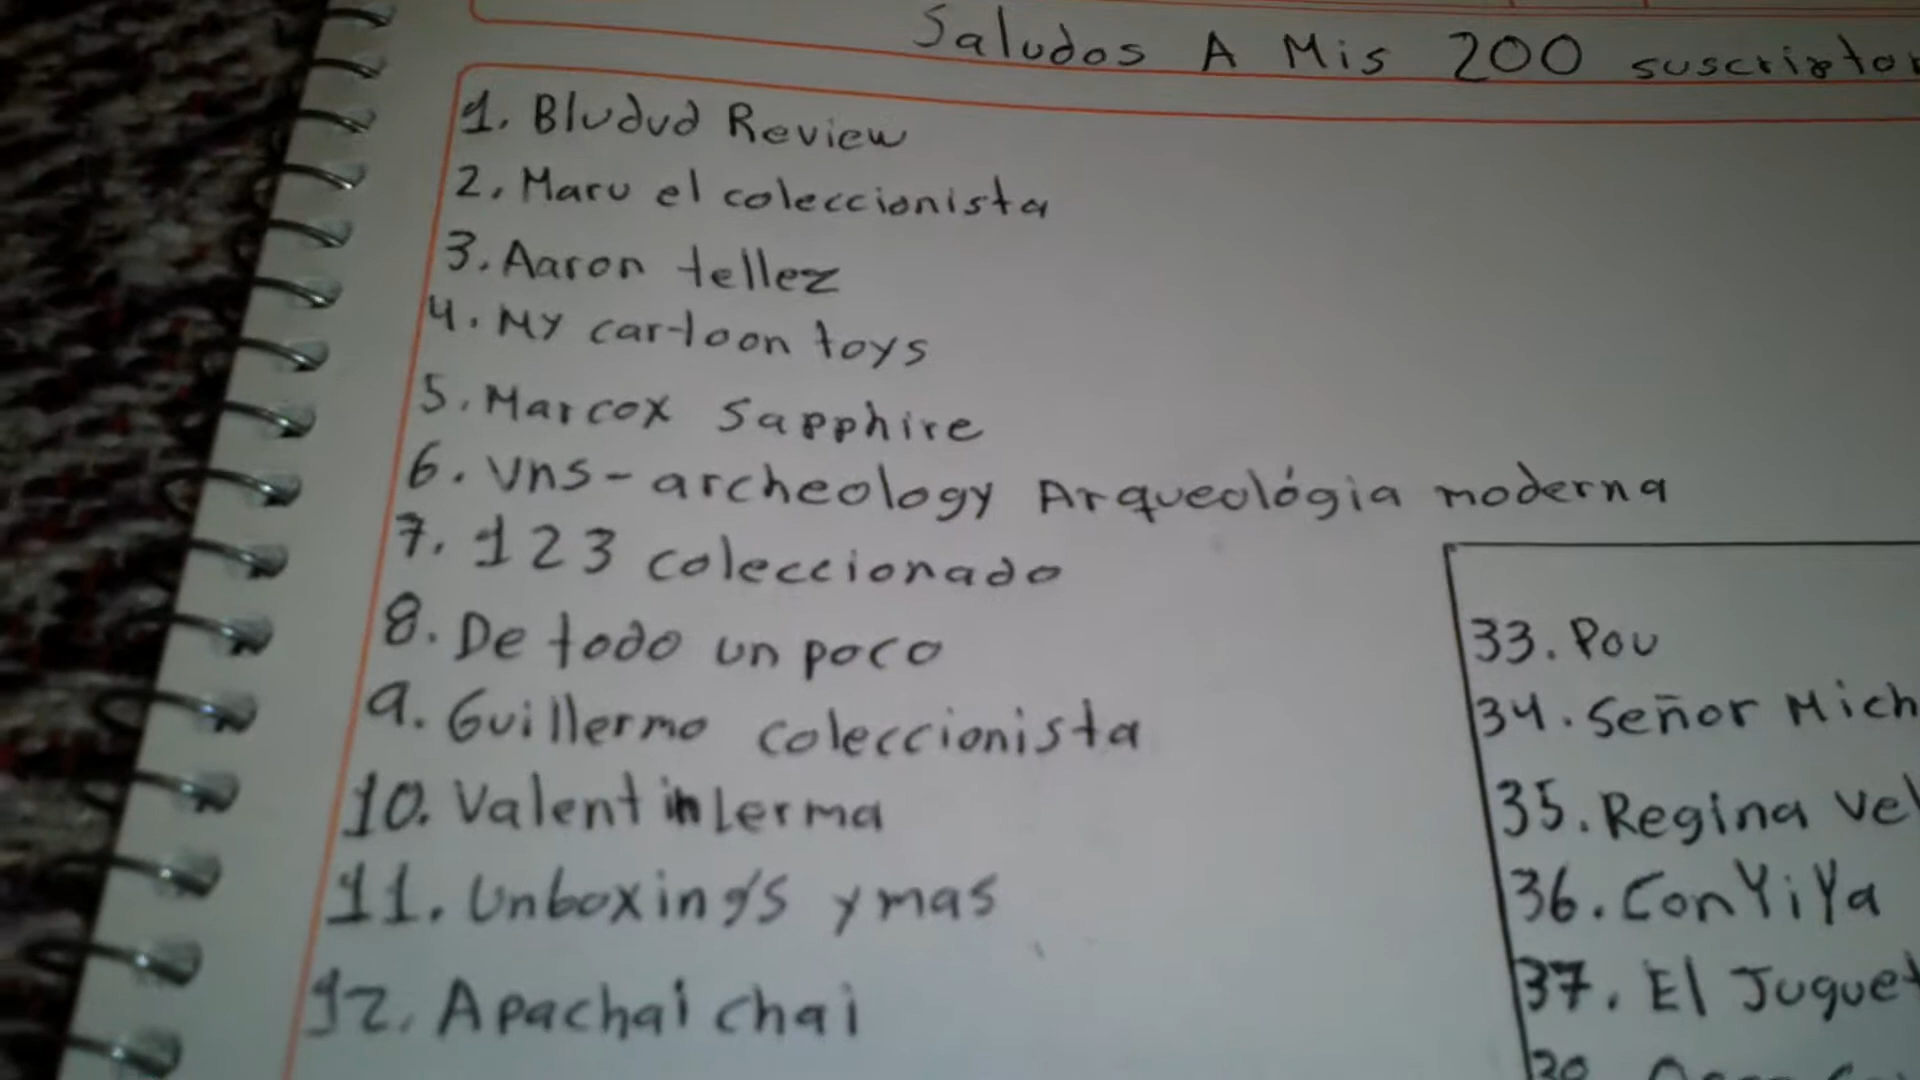 Saludos A Mis 200
1. Bludud Review
2. Maru el coleccionista
3. Aaron tellez
4. My cartoon toys
5. Marcox Sapphire
6. vns-archeology Arqueológia moderna
7. 123 coleccionado
8. De todo un poco
9. Guillermo coleccionista
10. Valentin Lerma
11. Unboxings y mas
12. Apachai chai
33. Pou
34. Señor
35. Regina
36. ConYiYa
37. El